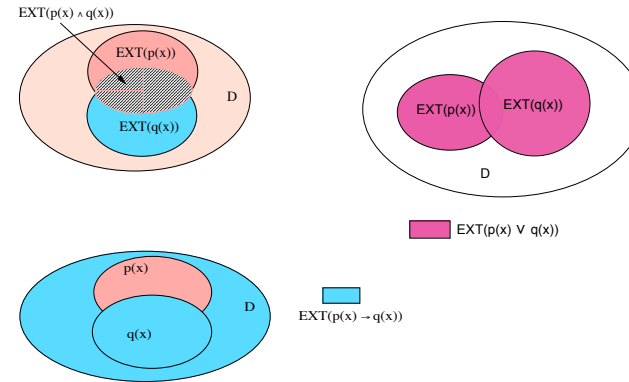 EXT(p(x) ∧ q(x))
EXT(p(x))
D
EXT(q(x))
EXT(p(x))
EXT(q(x))
D
EXT(p(x) V q(x))
p(x)
D
q(x)
EXT(p(x) → q(x))